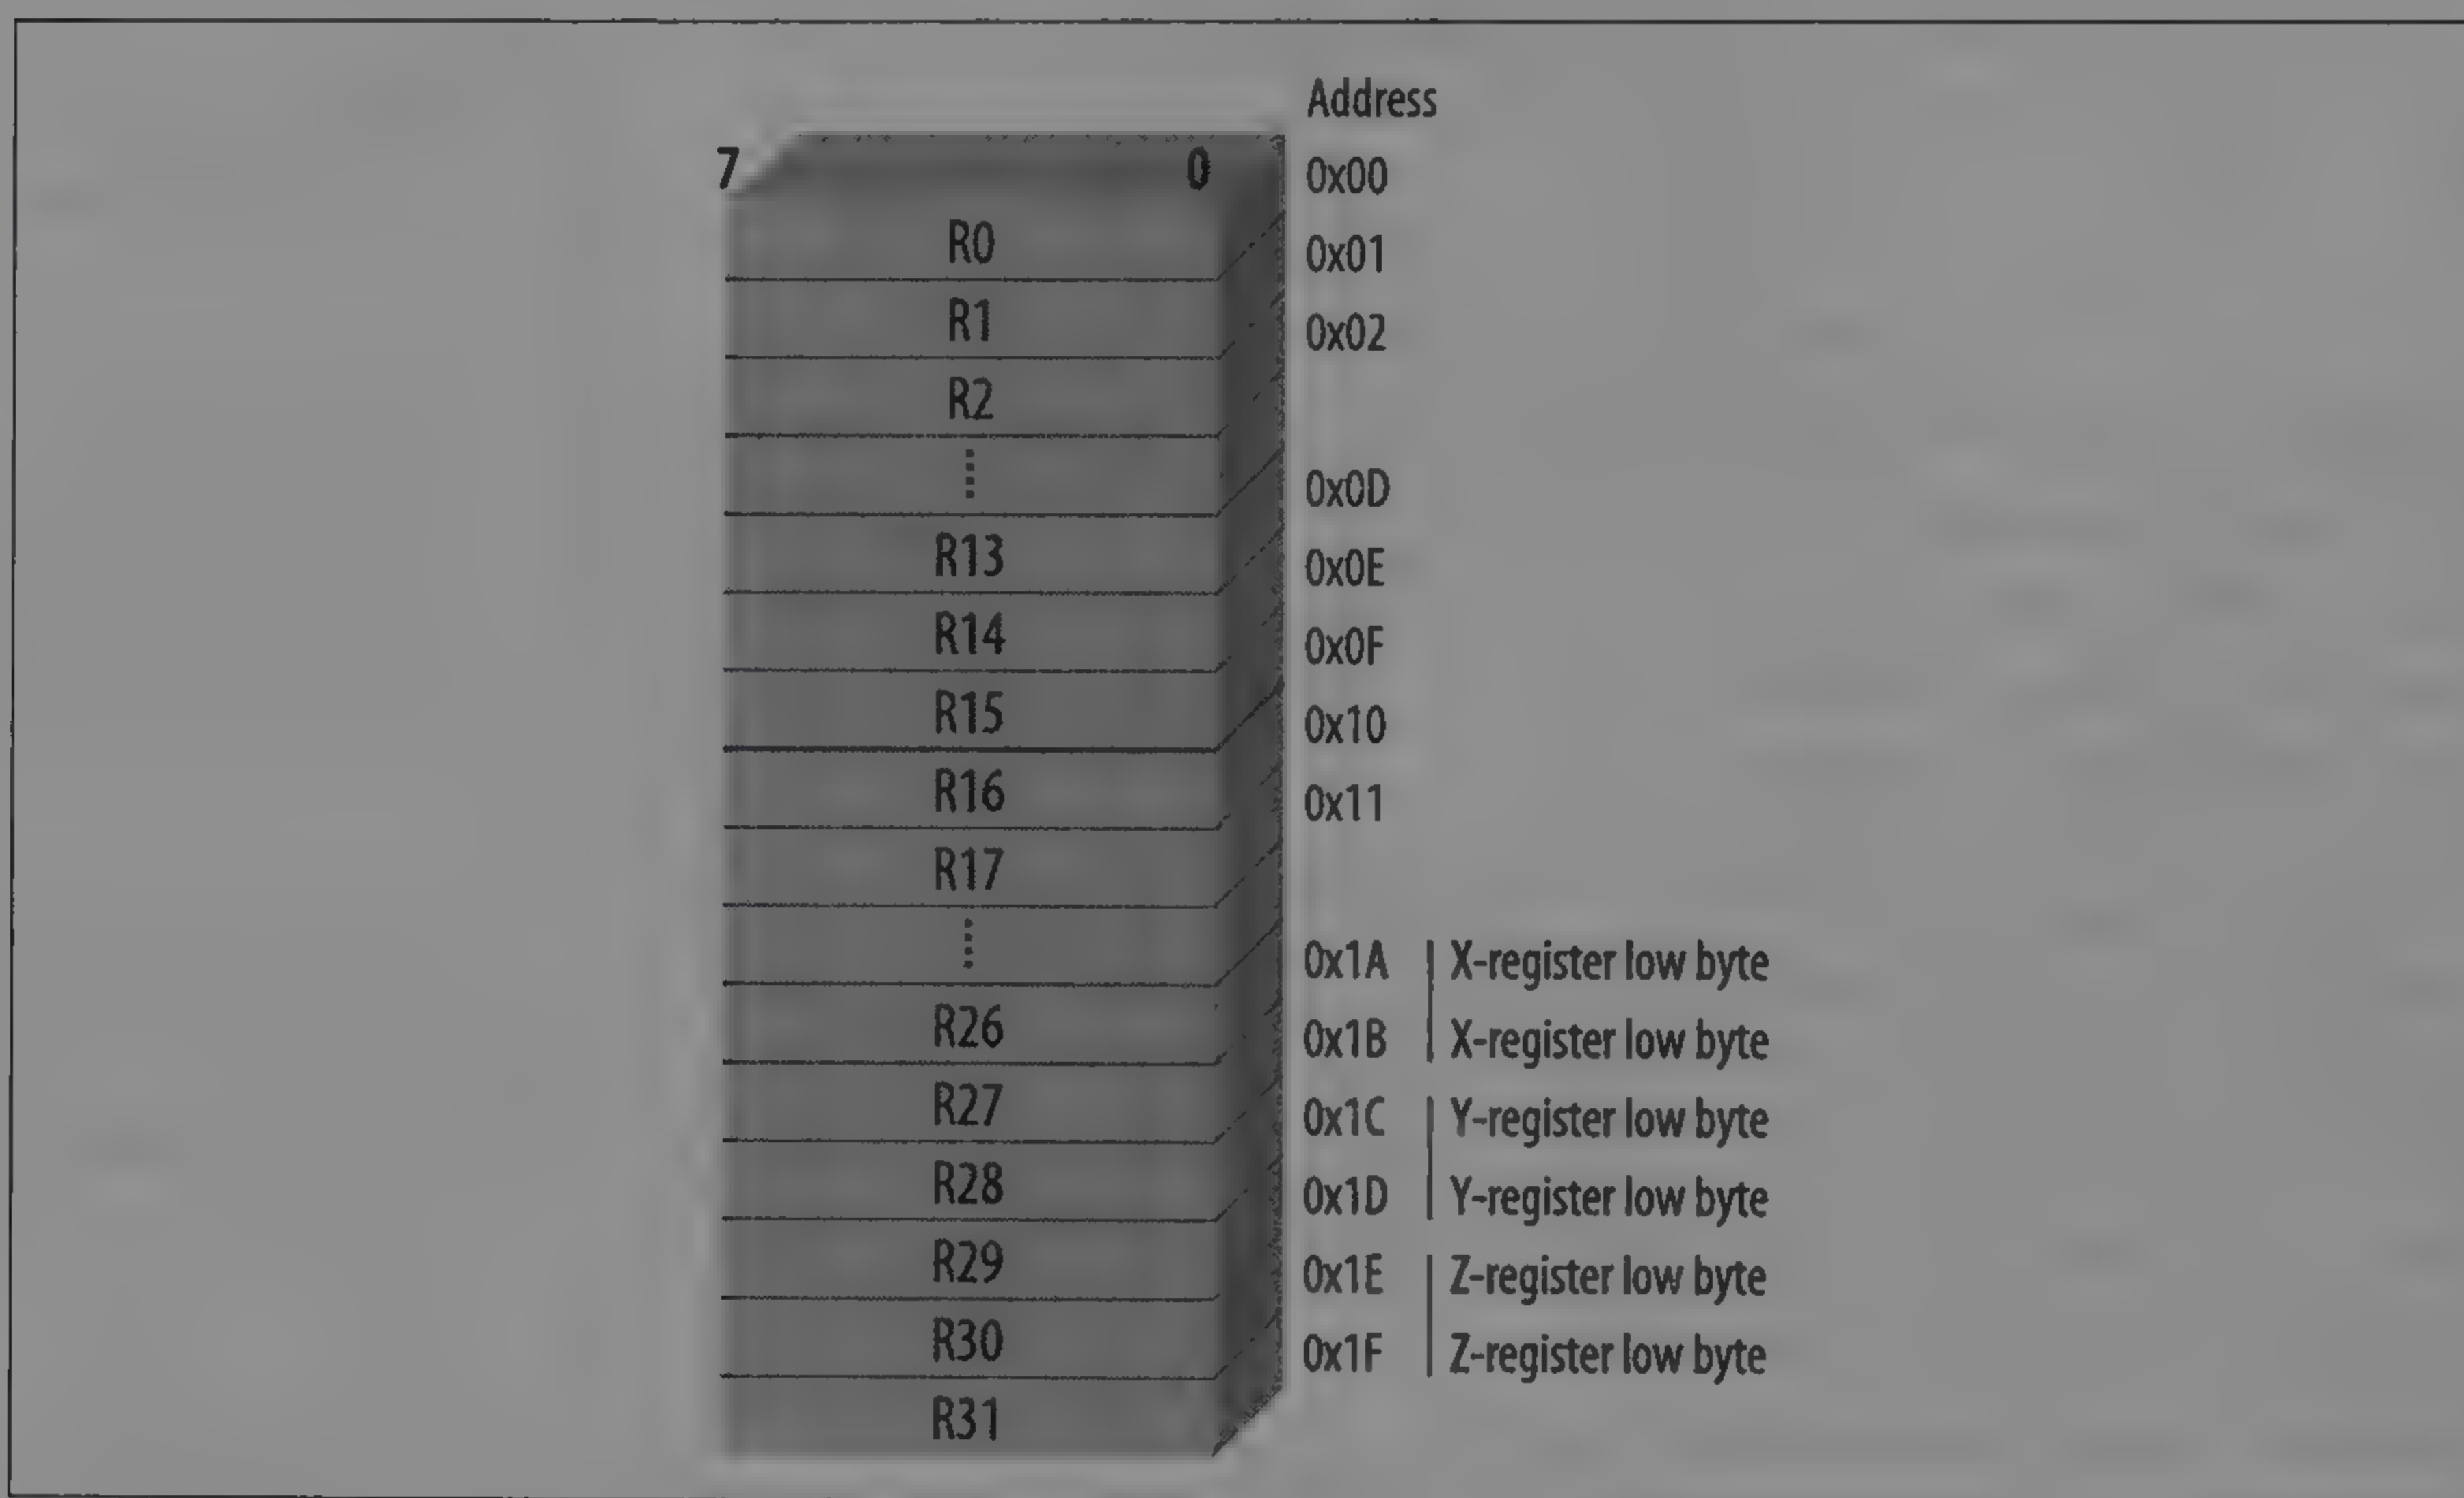 Address
7 0 0x00
R0 0x01
R1 0x02
R2
0x0D
R13 0x0E
R14 0x0F
R15 0x10
R16 0x11
R17
0x1A X-register low byte
R26 0x1B X-register low byte
R27 0x1C Y-register low byte
R28 0x1D Y-register low byte
R29 0x1E Z-register low byte
R30 0x1F Z-register low byte
R31